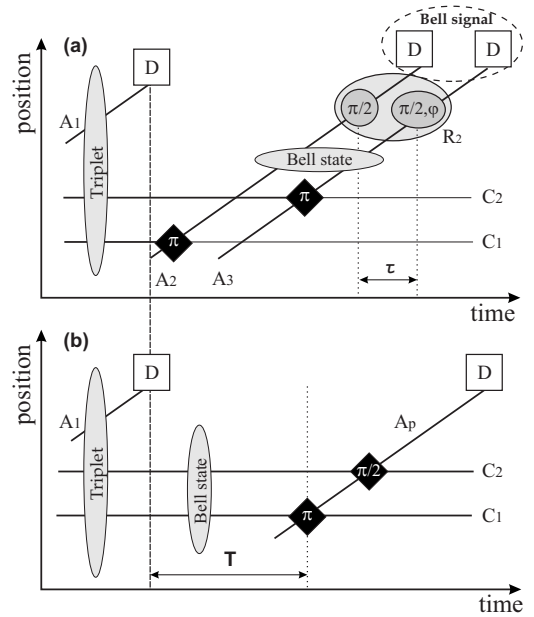 (a)
Bell signal
D
D
D
position
A1
Triplet
π/2
π/2,φ
R2
Bell state
π
C2
π
C1
A2
A3
τ
time
(b)
D
D
position
A1
Triplet
Bell state
Ap
π/2
C2
π
C1
T
time